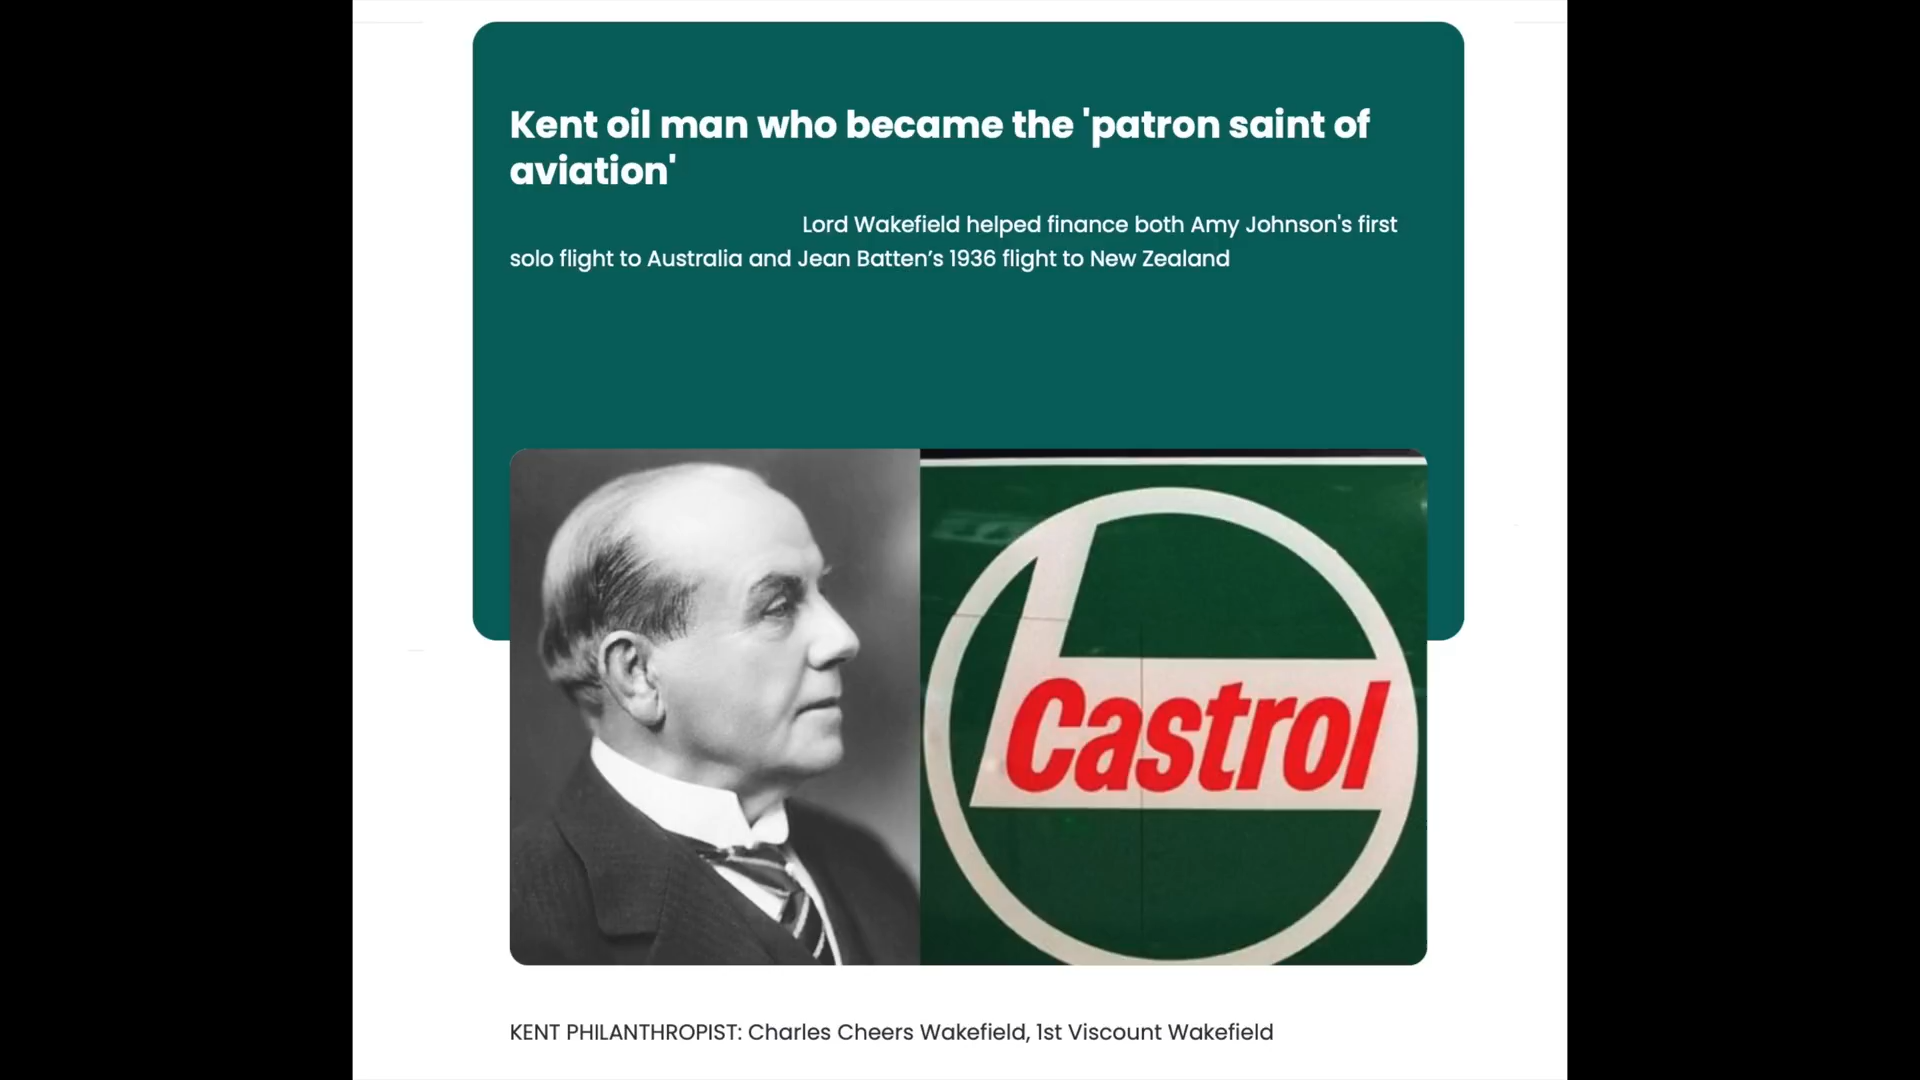 Kent oil man who became the 'patron saint of
aviation'
Lord Wakefield helped finance both Amy Johnson's first
solo flight to Australia and Jean Batten’s 1936 flight to New Zealand
Castrol
KENT PHILANTHROPIST: Charles Cheers Wakefield, 1st Viscount Wakefield